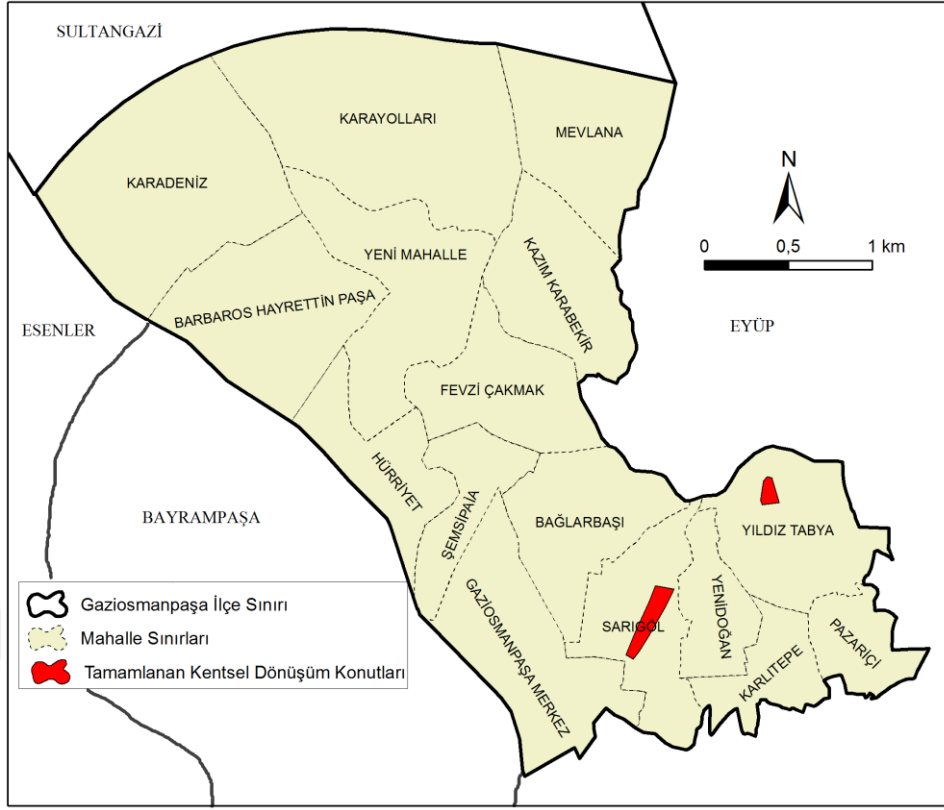 SULTANGAZİ
KARAYOLLARI
MEVLANA
KARADENİZ
N
0 0,5 1 km
YENİ MAHALLE
KAZIM KARABEKİR
BARBAROS HAYRETTİN PAŞA
ESENLER
EYÜP
FEVZİ ÇAKMAK
HÜRRİYET
ŞEMSİPAİA
BAĞLARBAŞI
YILDIZ TABYA
BAYRAMPAŞA
GAZİOSMANPAŞA MERKEZ
SARIGÖL
YENİDOĞAN
KARLITEPE
PAZARİÇİ
Gaziosmanpaşa İlçe Sınırı
Mahalle Sınırları
Tamamlanan Kentsel Dönüşüm Konutları